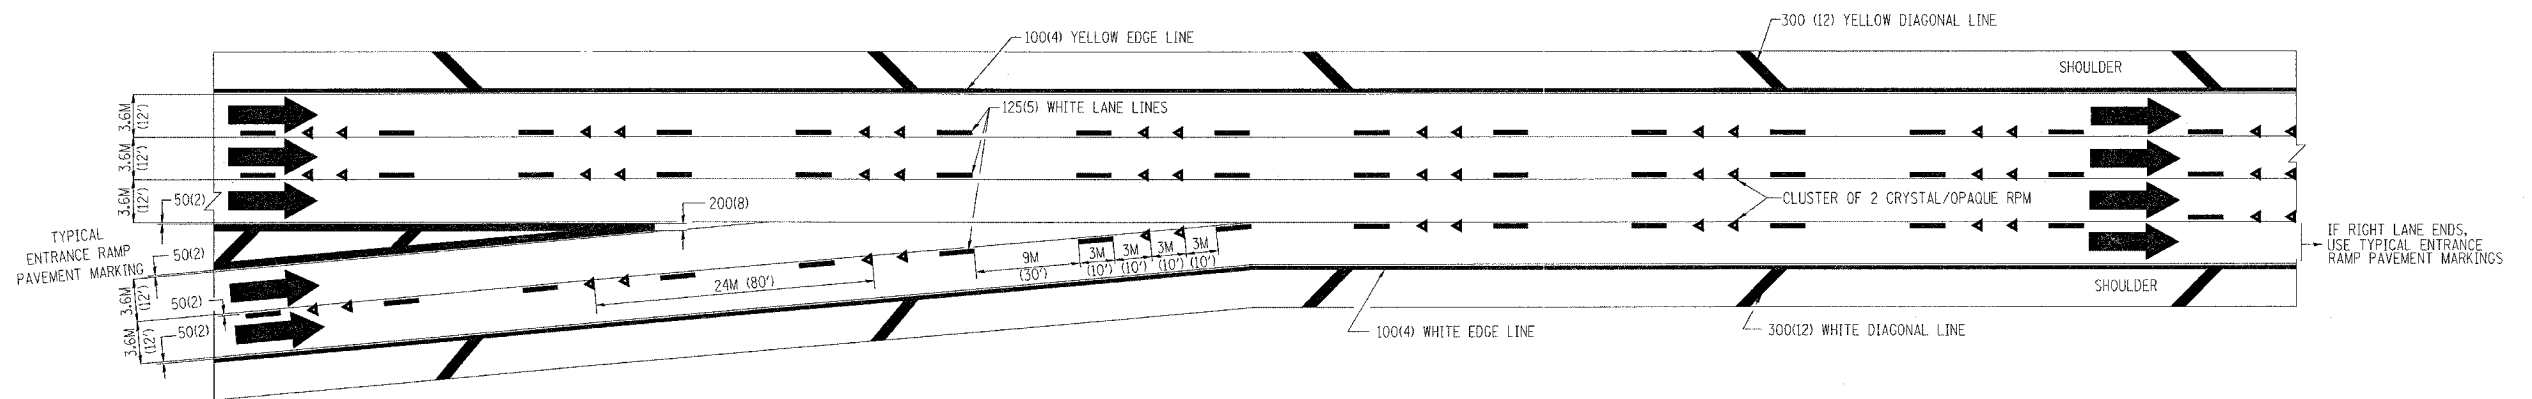 300 (12) YELLOW DIAGONAL LINE
100(4) YELLOW EDGE LINE
SHOULDER
3.6M
(12')
125(5) WHITE LANE LINES
3.6M
(12')
3.6M
(12')
50(2)
200(8)
CLUSTER OF 2 CRYSTAL/OPAQUE RPM
TYPICAL
ENTRANCE RAMP
PAVEMENT MARKING
50(2)
IF RIGHT LANE ENDS,
USE TYPICAL ENTRANCE
RAMP PAVEMENT MARKINGS
9M
(30')
3M
(10')
3M
(10')
3M
(10')
3M
(10')
24M (80')
3.6M
(12')
50(2)
SHOULDER
3.6M
(12')
50(2)
100(4) WHITE EDGE LINE
300(12) WHITE DIAGONAL LINE